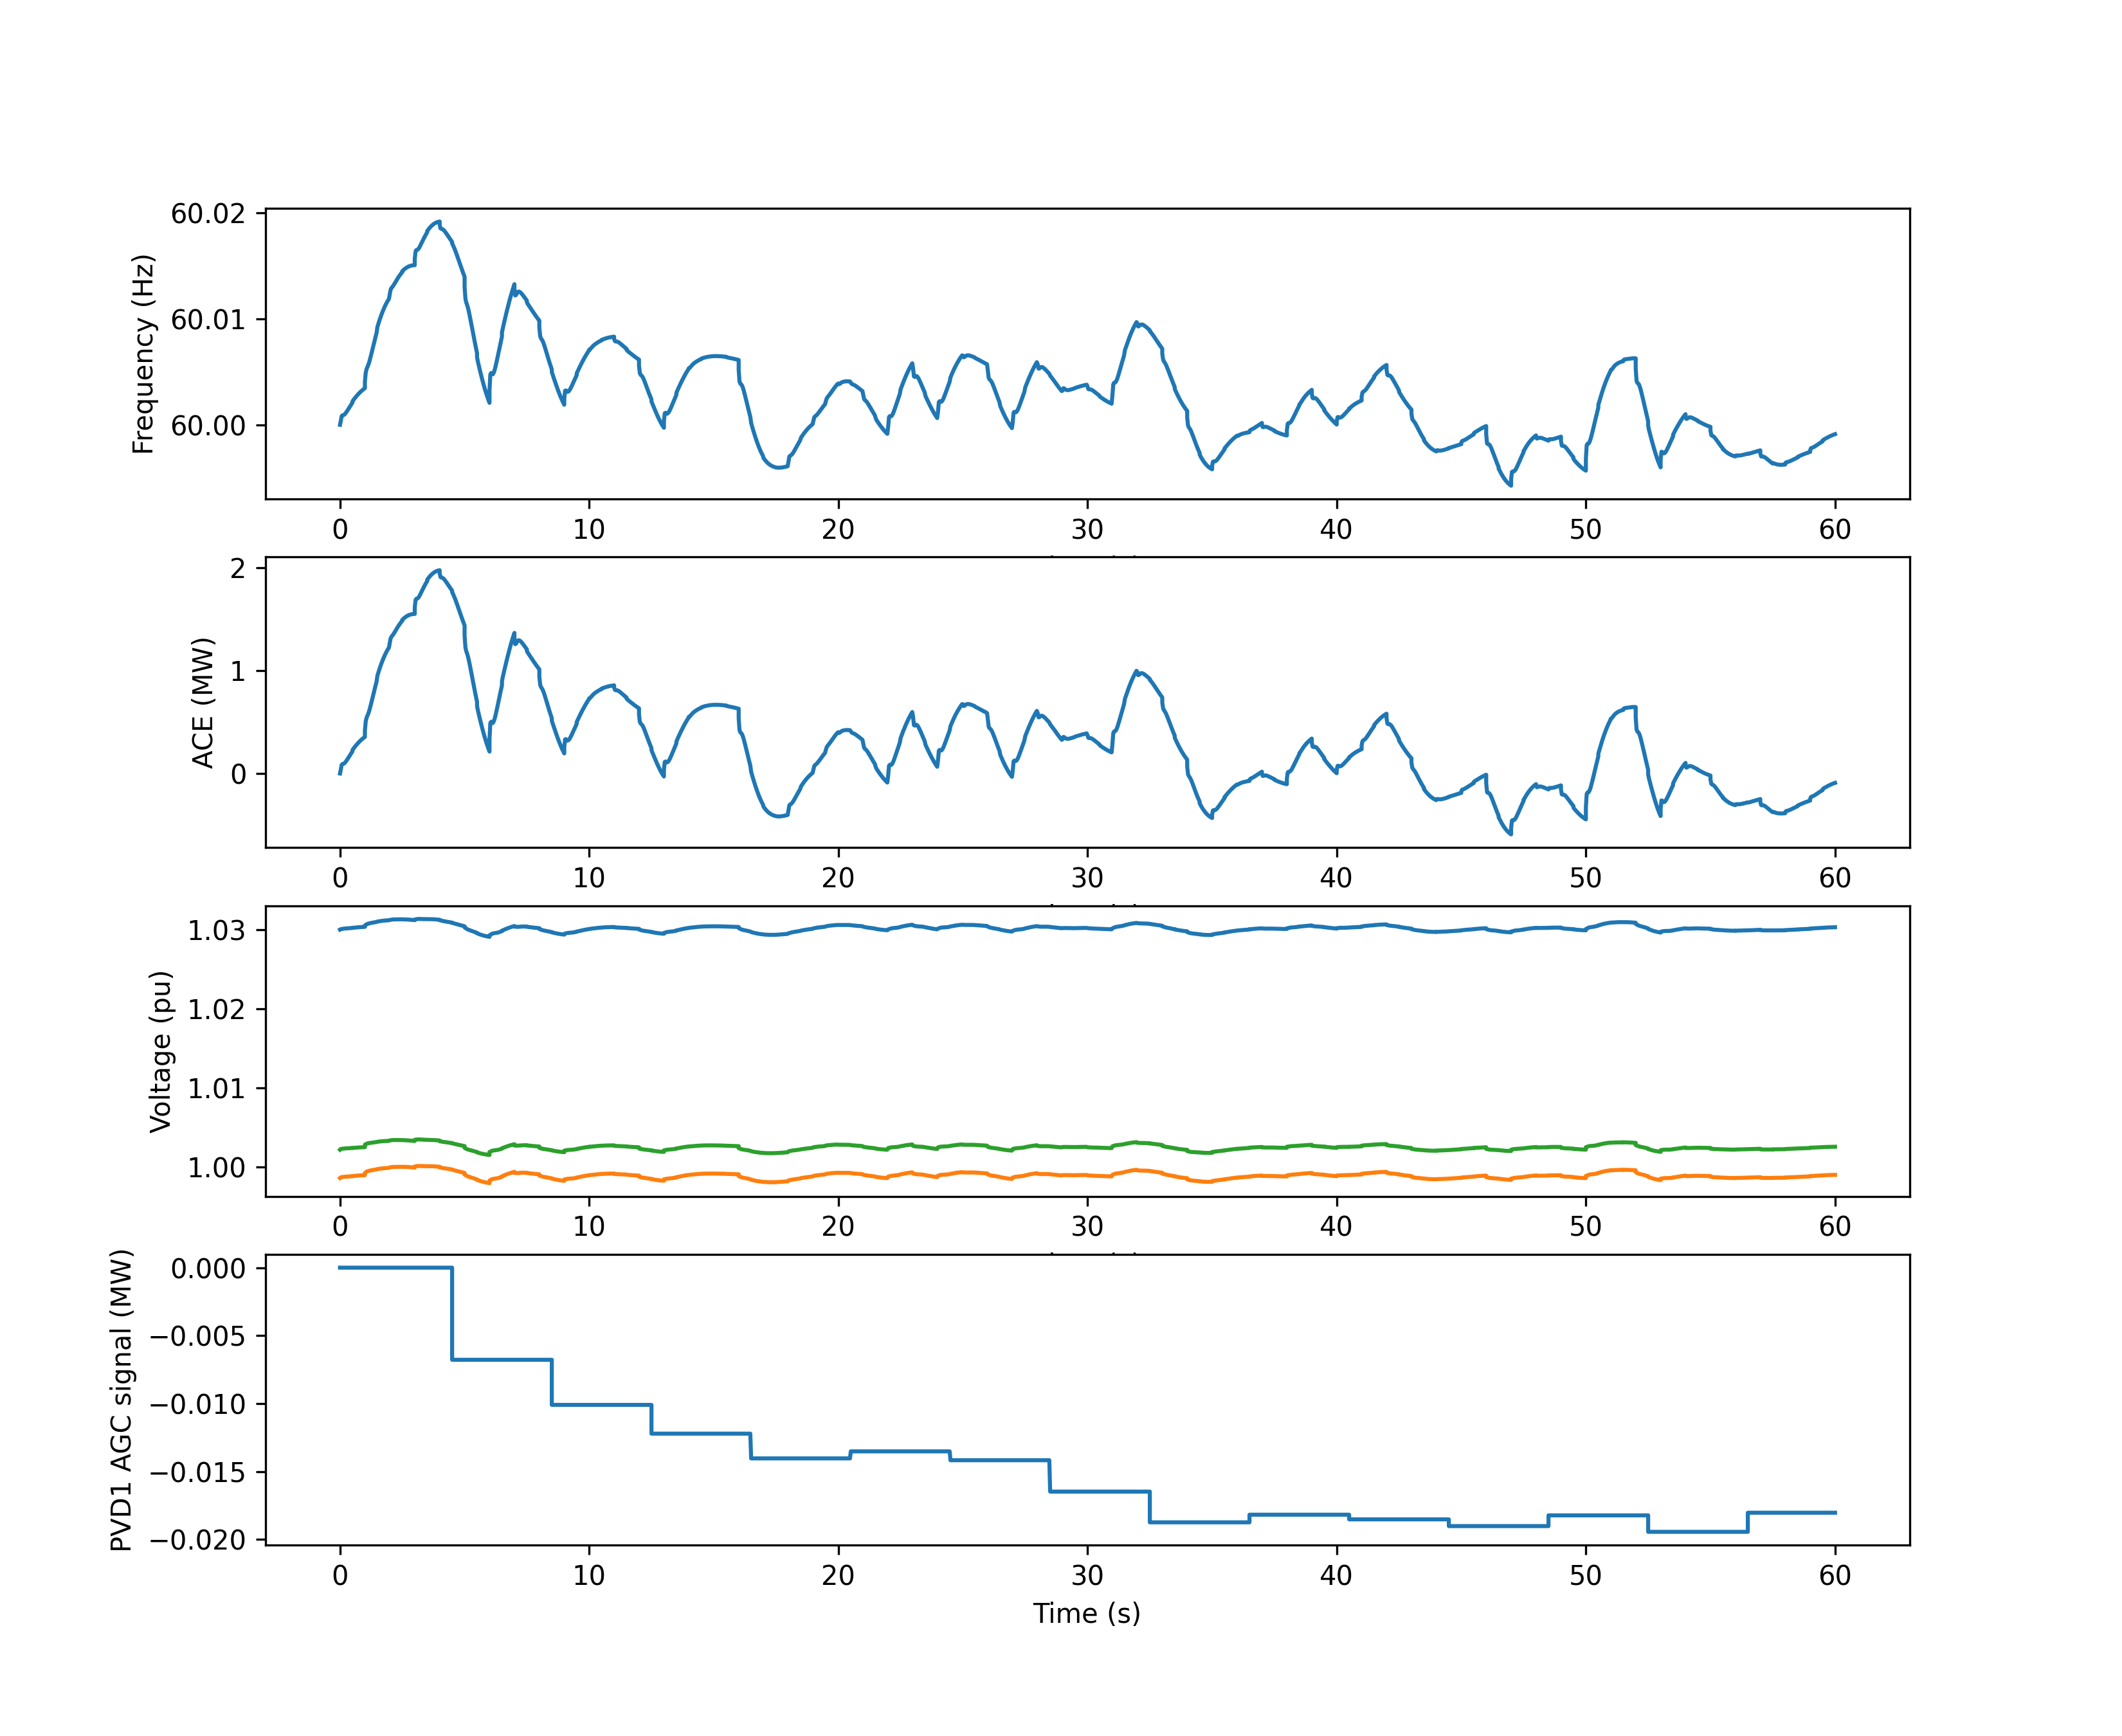 Frequency (Hz)
60.02
60.01
60.00
0 10 20 30 40 50 60
ACE (MW)
2
1
0
0 10 20 30 40 50 60
Voltage (pu)
1.03
1.02
1.01
1.00
0 10 20 30 40 50 60
PVD1 AGC signal (MW)
0.000
−0.005
−0.010
−0.015
−0.020
0 10 20 30 40 50 60
Time (s)